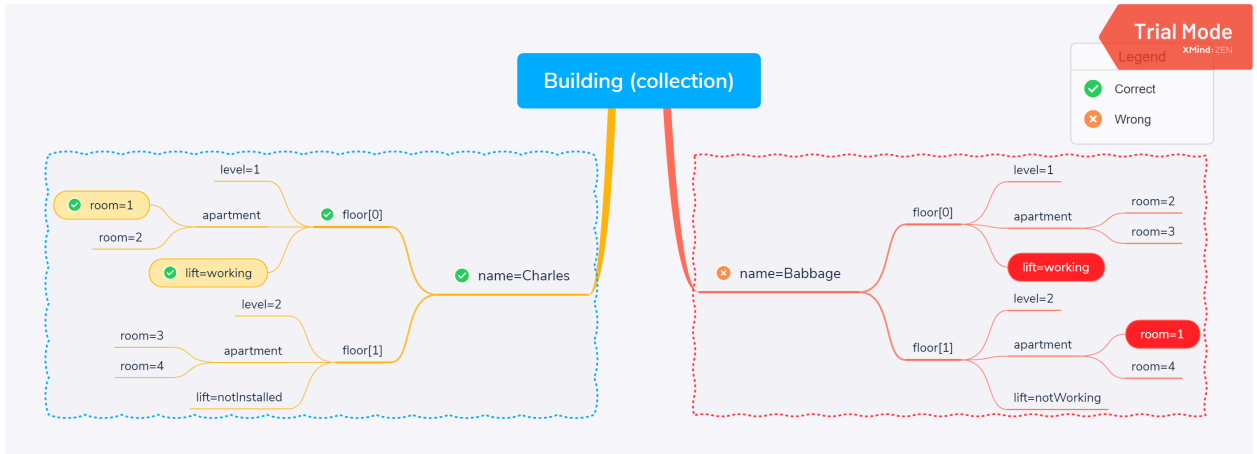 Trial Mode
XMind:ZEN
Legend
Correct
Wrong
Building (collection)
name=Charles
floor[0]
level=1
apartment
room=1
room=2
lift=working
floor[1]
level=2
apartment
room=3
room=4
lift=notInstalled
name=Babbage
floor[0]
level=1
apartment
room=2
room=3
lift=working
floor[1]
level=2
apartment
room=1
room=4
lift=notWorking